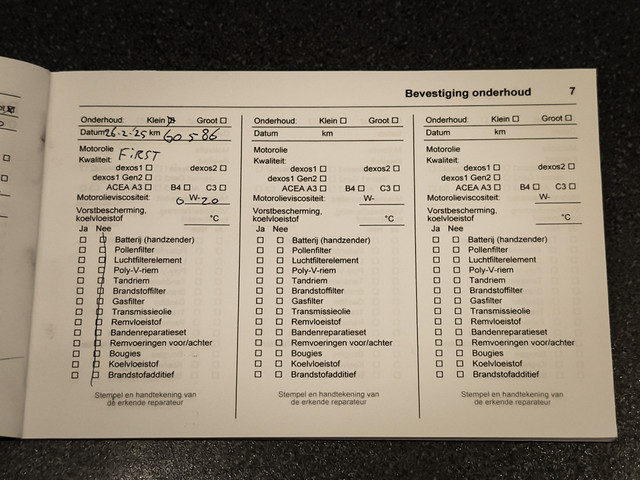 Bevestiging onderhoud 7
Onderhoud: Klein ☒ Groot ☐
Datum 26-2-'25 km 60586
Motorolie
Kwaliteit: FiRST
dexos1 ☐ dexos2 ☐
dexos1 Gen2 ☐
ACEA A3 ☐ B4 ☐ C3 ☐
Motorolieviscositeit: 0 W- 20
Vorstbescherming,
koelvloeistof °C
Ja Nee
☐ ☐ Batterij (handzender)
☐ ☐ Pollenfilter
☐ ☐ Luchtfilterelement
☐ ☐ Poly-V-riem
☐ ☐ Tandriem
☐ ☐ Brandstoffilter
☐ ☐ Gasfilter
☐ ☐ Transmissieolie
☐ ☐ Remvloeistof
☐ ☐ Bandenreparatieset
☐ ☐ Remvoeringen voor/achter
☐ ☐ Bougies
☐ ☐ Koelvloeistof
☐ ☐ Brandstofadditief
Stempel en handtekening van
de erkende reparateur
Onderhoud: Klein ☐ Groot ☐
Datum km
Motorolie
Kwaliteit:
dexos1 ☐ dexos2 ☐
dexos1 Gen2 ☐
ACEA A3 ☐ B4 ☐ C3 ☐
Motorolieviscositeit: W-
Vorstbescherming,
koelvloeistof °C
Ja Nee
☐ ☐ Batterij (handzender)
☐ ☐ Pollenfilter
☐ ☐ Luchtfilterelement
☐ ☐ Poly-V-riem
☐ ☐ Tandriem
☐ ☐ Brandstoffilter
☐ ☐ Gasfilter
☐ ☐ Transmissieolie
☐ ☐ Remvloeistof
☐ ☐ Bandenreparatieset
☐ ☐ Remvoeringen voor/achter
☐ ☐ Bougies
☐ ☐ Koelvloeistof
☐ ☐ Brandstofadditief
Stempel en handtekening van
de erkende reparateur
Onderhoud: Klein ☐ Groot ☐
Datum km
Motorolie
Kwaliteit:
dexos1 ☐ dexos2 ☐
dexos1 Gen2 ☐
ACEA A3 ☐ B4 ☐ C3 ☐
Motorolieviscositeit: W-
Vorstbescherming,
koelvloeistof °C
Ja Nee
☐ ☐ Batterij (handzender)
☐ ☐ Pollenfilter
☐ ☐ Luchtfilterelement
☐ ☐ Poly-V-riem
☐ ☐ Tandriem
☐ ☐ Brandstoffilter
☐ ☐ Gasfilter
☐ ☐ Transmissieolie
☐ ☐ Remvloeistof
☐ ☐ Bandenreparatieset
☐ ☐ Remvoeringen voor/achter
☐ ☐ Bougies
☐ ☐ Koelvloeistof
☐ ☐ Brandstofadditief
Stempel en handtekening van
de erkende reparateur